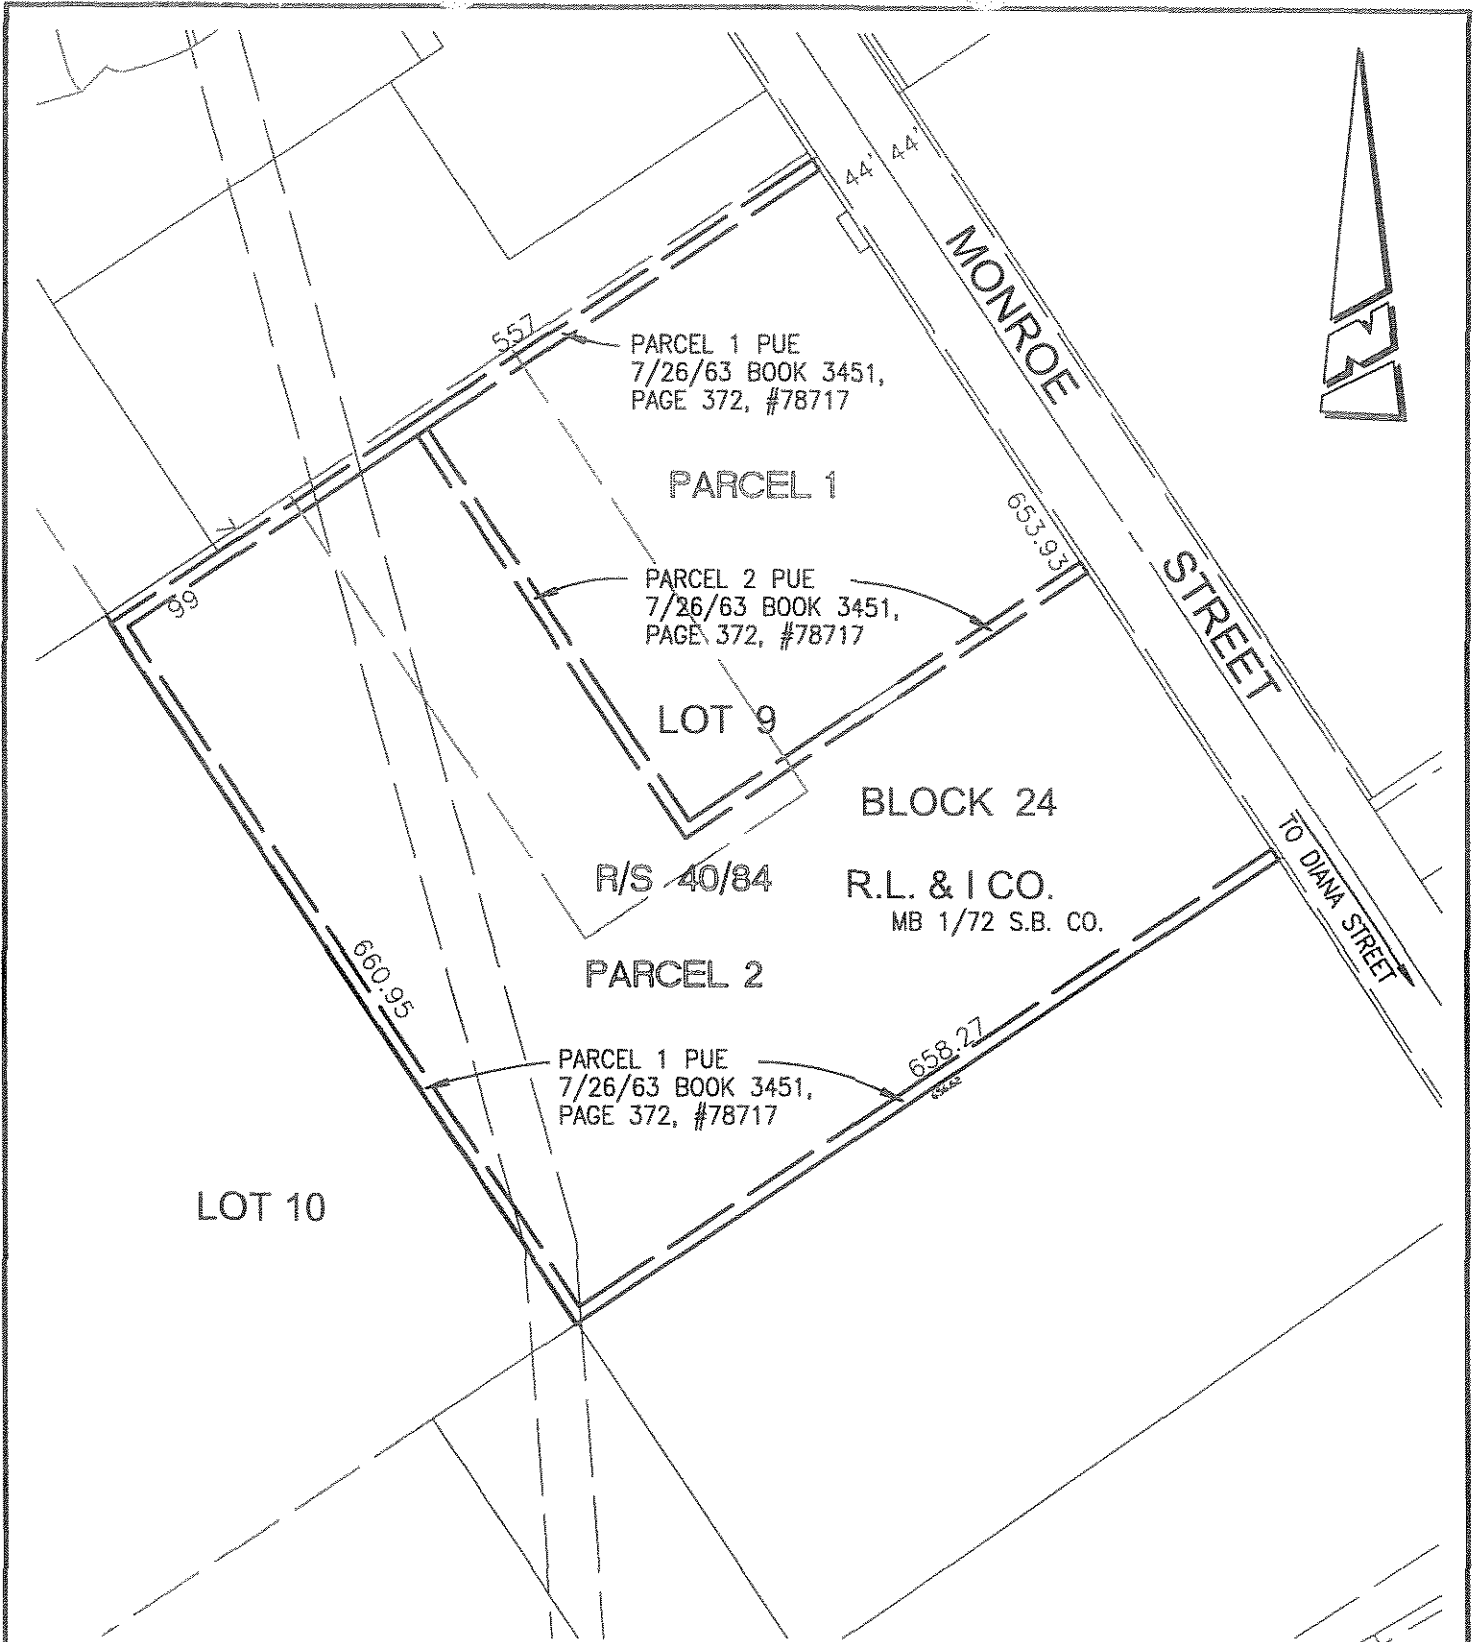 44' 44'
MONROE
STREET
557
PARCEL 1 PUE
7/26/63 BOOK 3451,
PAGE 372, #78717
PARCEL 1
653.93
PARCEL 2 PUE
7/26/63 BOOK 3451,
PAGE 372, #78717
99
LOT 9
BLOCK 24
TO DIANA STREET
R/S 40/84
R.L. & I CO.
MB 1/72 S.B. CO.
660.95
PARCEL 2
658.27
PARCEL 1 PUE
7/26/63 BOOK 3451,
PAGE 372, #78717
LOT 10